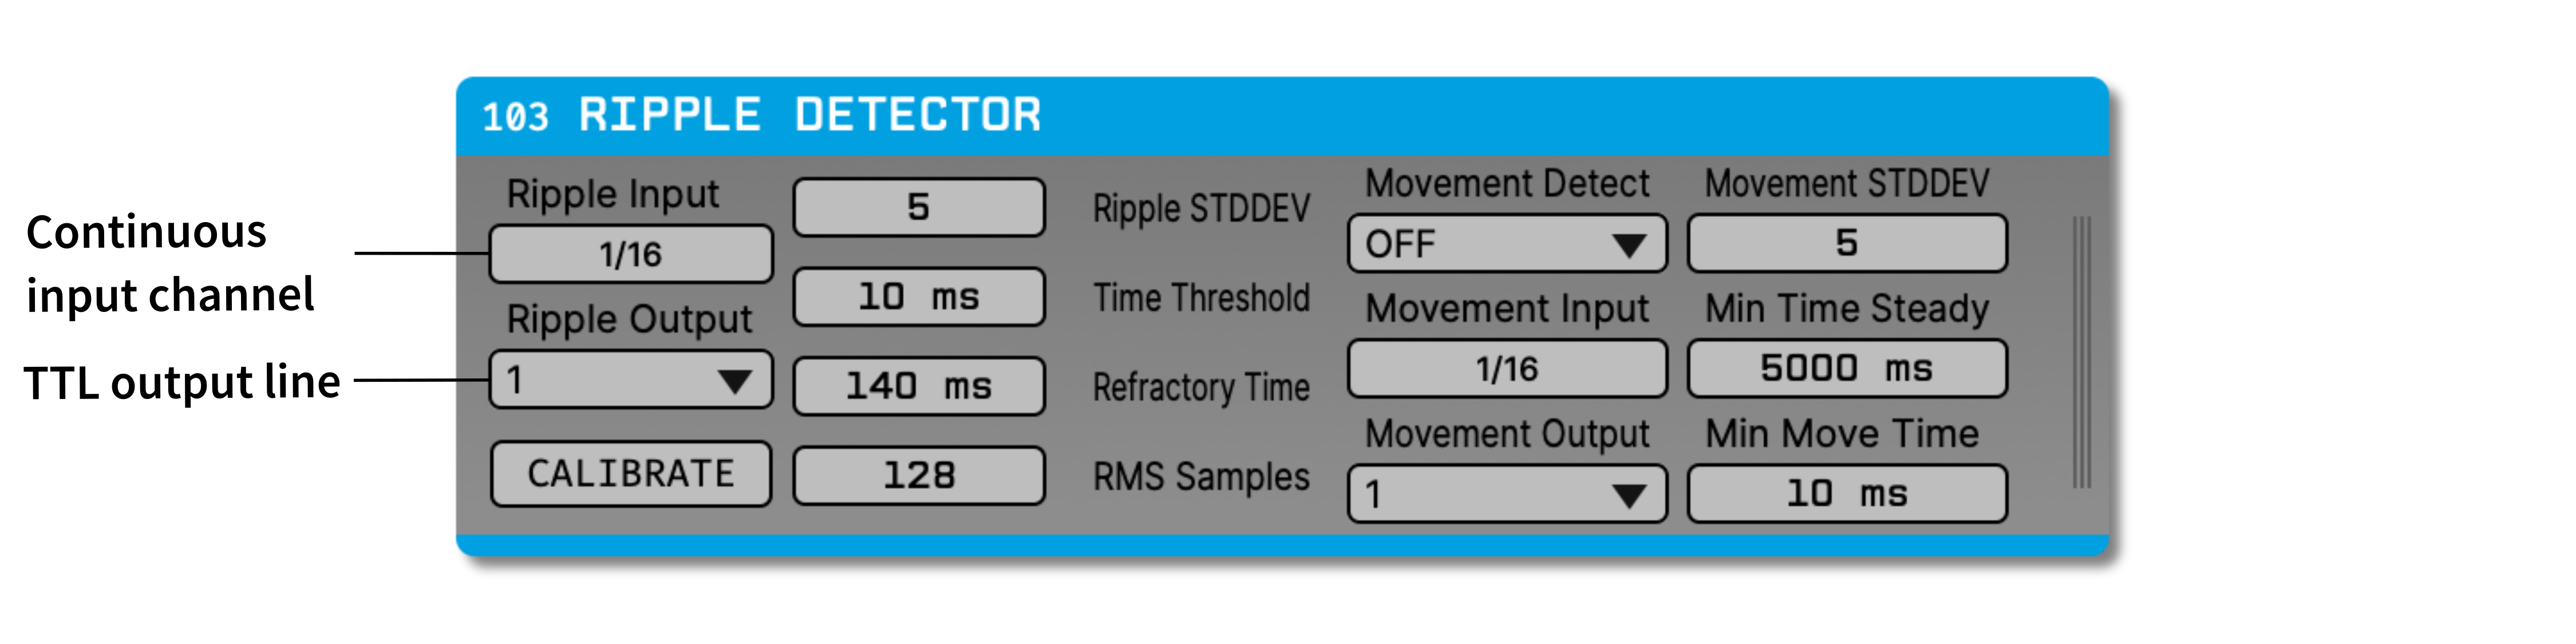 Continuous
input channel
TTL output line
103 RIPPLE DETECTOR
Ripple Input
1/16
Ripple Output
1
CALIBRATE
5
Ripple STDDEV
10 ms
Time Threshold
140 ms
Refractory Time
128
RMS Samples
Movement Detect
OFF
Movement Input
1/16
Movement Output
1
Movement STDDEV
5
Min Time Steady
5000 ms
Min Move Time
10 ms